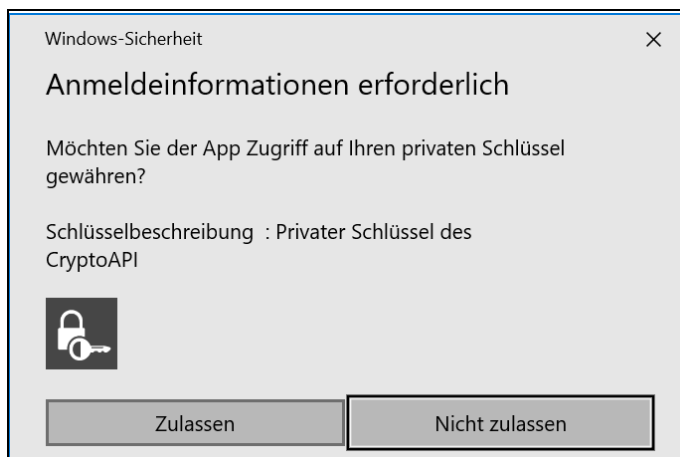 Windows-Sicherheit
Anmeldeinformationen erforderlich
Möchten Sie der App Zugriff auf Ihren privaten Schlüssel
gewähren?
Schlüsselbeschreibung : Privater Schlüssel des
CryptoAPI
Zulassen
Nicht zulassen